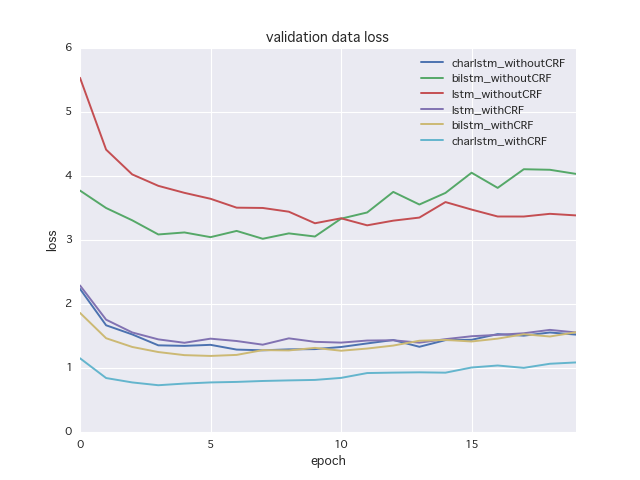 validation data loss
6
5
4
3
2
1
0
loss
charlstm_withoutCRF
bilstm_withoutCRF
lstm_withoutCRF
lstm_withCRF
bilstm_withCRF
charlstm_withCRF
0 5 10 15
epoch